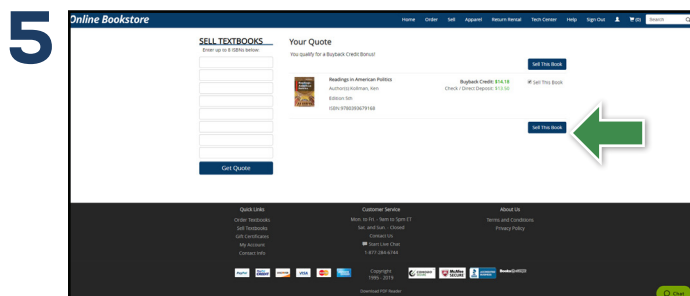 5
Online Bookstore
Home Order Sell Apparel Return Rental Tech Center Help Sign Out (0) Search
SELL TEXTBOOKS
Enter up to 8 ISBNs below
Get Quote
Your Quote
You qualify for a Buyback Credit Bonus!
Sell This Book
Readings in American Politics
Author(s) Kollman, Ken
Edition 5th
ISBN 9780393679168
Buyback Credit: $14.18
Check / Direct Deposit: $13.50
Sell This Book
Sell This Book
Quick Links
Order Textbooks
Sell Textbooks
Gift Certificates
My Account
Contact Info
Customer Service
Mon. to Fri. - 9am to 5pm ET
Sat. and Sun. - Closed
Contact Us
Start Live Chat
1-877-284-6744
About Us
Terms and Conditions
Privacy Policy
PayPal
VISA
Copyright
1995 - 2019
McAfee
SECURE
Download PDF Reader
Chat